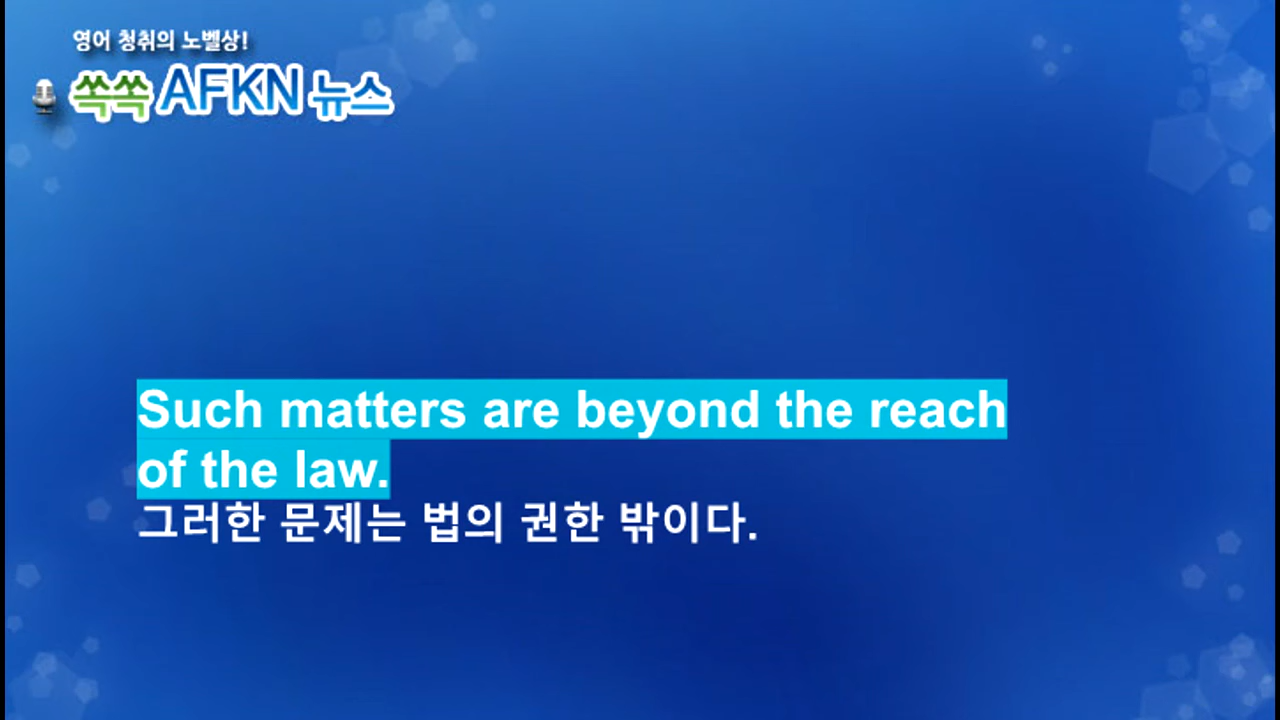 영어 청취의 노벨상!
쏙쏙 AFKN 뉴스
Such matters are beyond the reach
of the law.
그러한 문제는 법의 권한 밖이다.